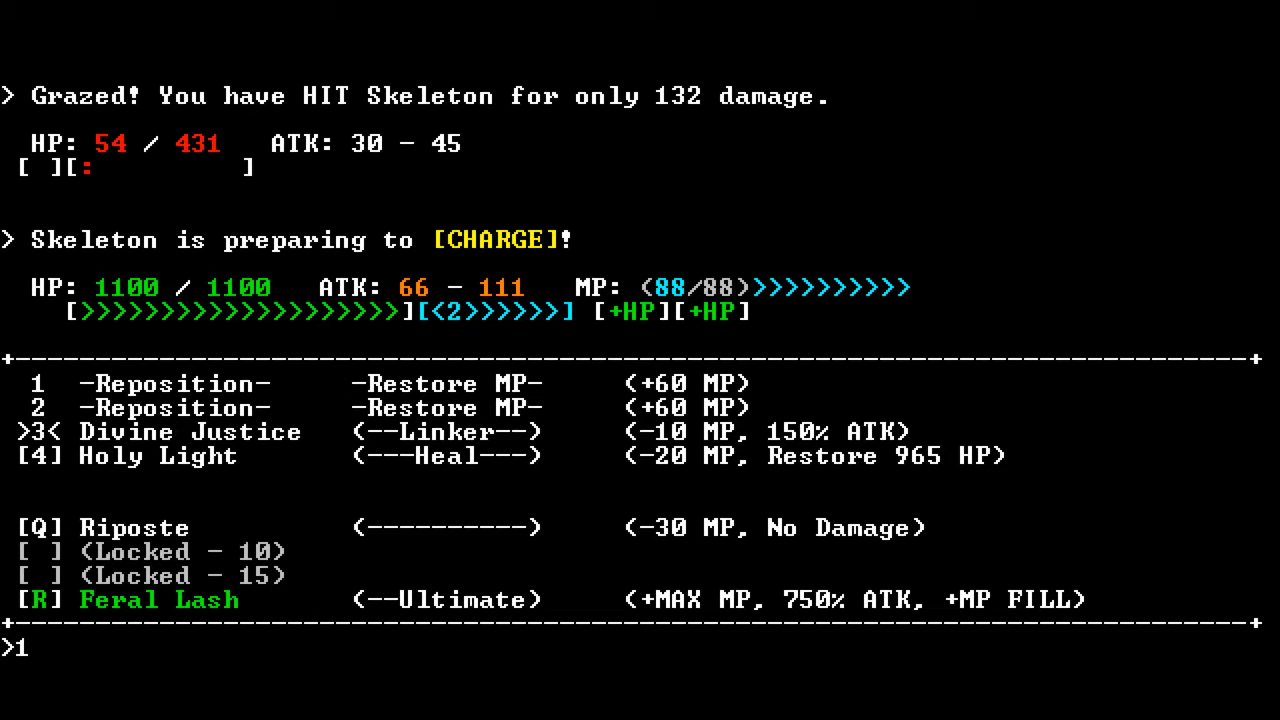 > Grazed! You have HIT Skeleton for only 132 damage.
HP: 54 / 431   ATK: 30 - 45
[ ][:          ]
> Skeleton is preparing to [CHARGE]!
HP: 1100 / 1100   ATK: 66 - 111   MP: (88/88)>>>>>>>>>>
[>>>>>>>>>>>>>>>>>>>>][<2>>>>>>] [+HP][+HP]
+------------------------------------------------------------------------------+
1  -Reposition-     -Restore MP-     (+60 MP)
2  -Reposition-     -Restore MP-     (+60 MP)
>3< Divine Justice   (--Linker--)     (-10 MP, 150% ATK)
[4] Holy Light       (---Heal---)     (-20 MP, Restore 965 HP)
[Q] Riposte          (----------)     (-30 MP, No Damage)
[ ] (Locked - 10)
[ ] (Locked - 15)
[R] Feral Lash       (--Ultimate)     (+MAX MP, 750% ATK, +MP FILL)
+------------------------------------------------------------------------------+
>1